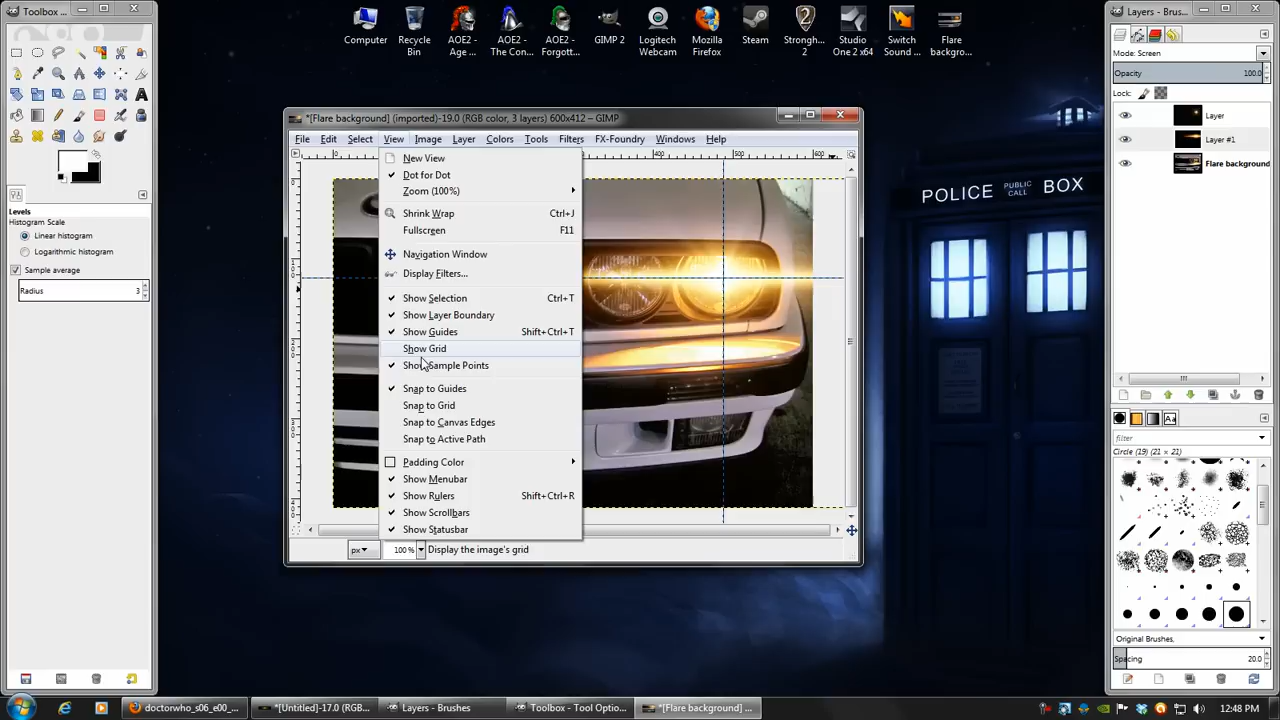 Toolbox ...
Computer
Recycle Bin
AOE2 - Age ...
AOE2 - The Con...
AOE2 - Forgott...
GIMP 2
Logitech Webcam
Mozilla Firefox
Steam
Strongh... 2
Studio One 2 x64
Switch Sound ...
Flare backgro...
Layers - Brus...
Mode: Screen
Opacity 100.0
Lock:
Layer
Layer #1
Flare background
*[Flare background] (imported)-19.0 (RGB color, 3 layers) 600x412 – GIMP
File Edit Select View Image Layer Colors Tools Filters FX-Foundry Windows Help
0 400 500 600
New View
Dot for Dot
Zoom (100%)
Shrink Wrap Ctrl+J
Fullscreen F11
Navigation Window
Display Filters...
Show Selection Ctrl+T
Show Layer Boundary
Show Guides Shift+Ctrl+T
Show Grid
Show Sample Points
Snap to Guides
Snap to Grid
Snap to Canvas Edges
Snap to Active Path
Padding Color
Show Menubar
Show Rulers Shift+Ctrl+R
Show Scrollbars
Show Statusbar
px 100 % Display the image's grid
Levels
Histogram Scale
Linear histogram
Logarithmic histogram
Sample average
Radius 3
POLICE PUBLIC CALL BOX
filter
Circle (19) (21 × 21)
Original Brushes,
Spacing 20.0
doctorwho_s06_e00_...
*[Untitled]-17.0 (RGB...
Layers - Brushes
Toolbox - Tool Optio...
*[Flare background] ...
12:48 PM